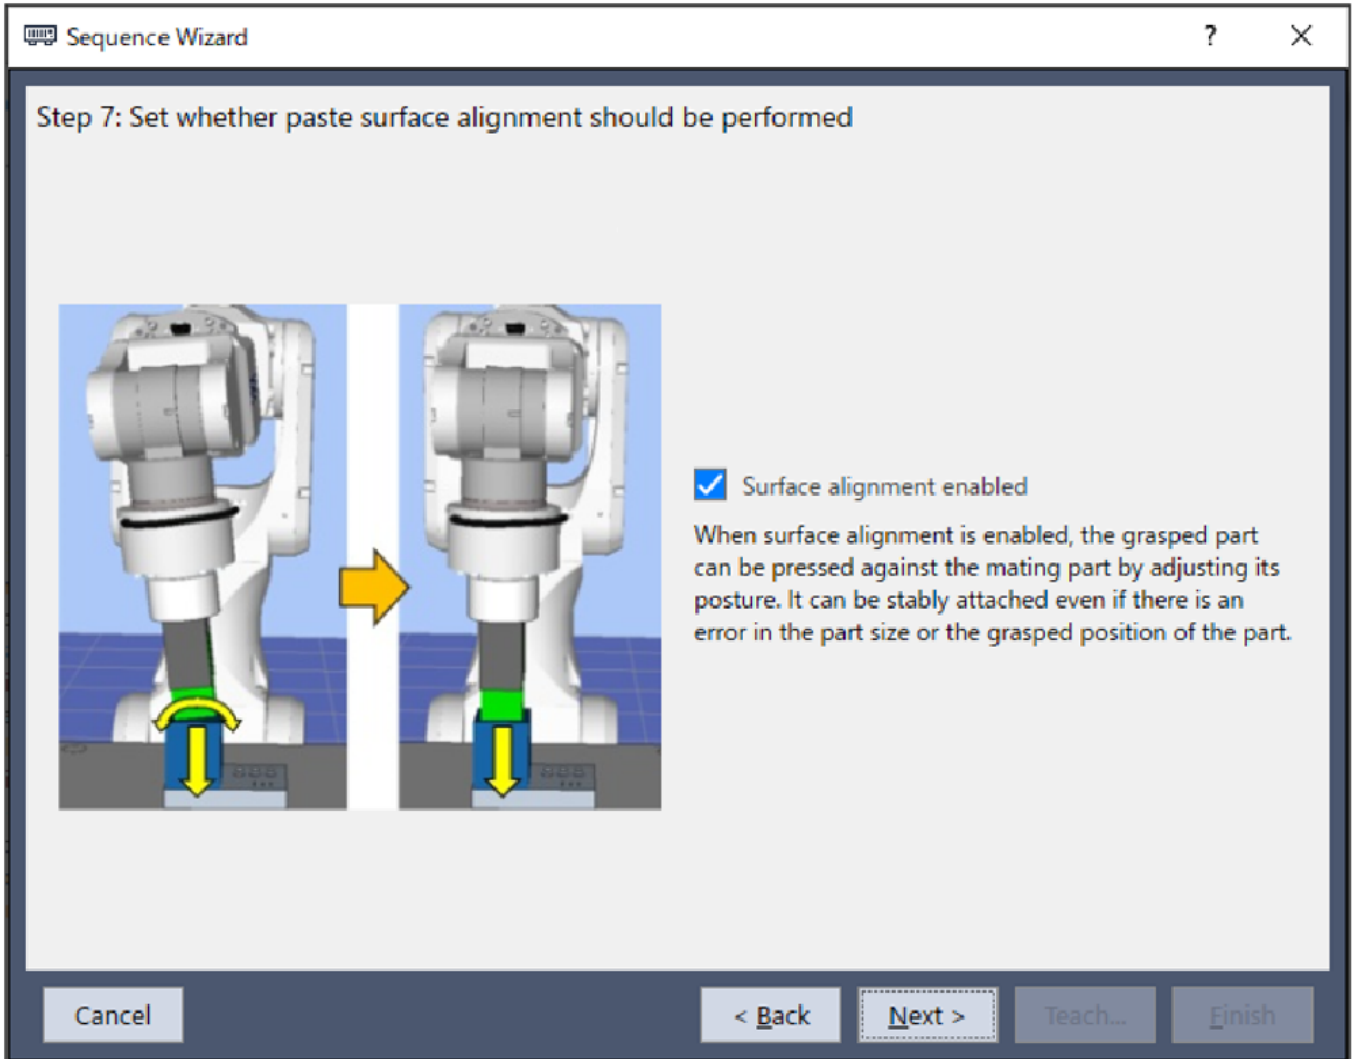 Sequence Wizard
?
Step 7: Set whether paste surface alignment should be performed
Surface alignment enabled
When surface alignment is enabled, the grasped part
can be pressed against the mating part by adjusting its
posture. It can be stably attached even if there is an
error in the part size or the grasped position of the part.
Cancel
< Back
Next >
Teach...
Finish